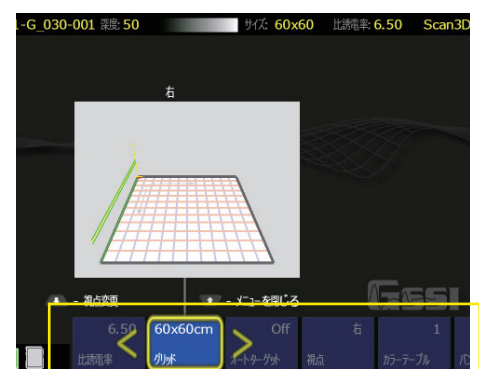 1-G_030-001 深度: 50 サイズ: 60x60 比誘電率: 6.50 Scan3D
右
- 視点変更 - メニューを閉じる
GSSI
6.50 60x60cm Off 右 1
比誘電率 グリッド オートターゲット 視点 カラーテーブル